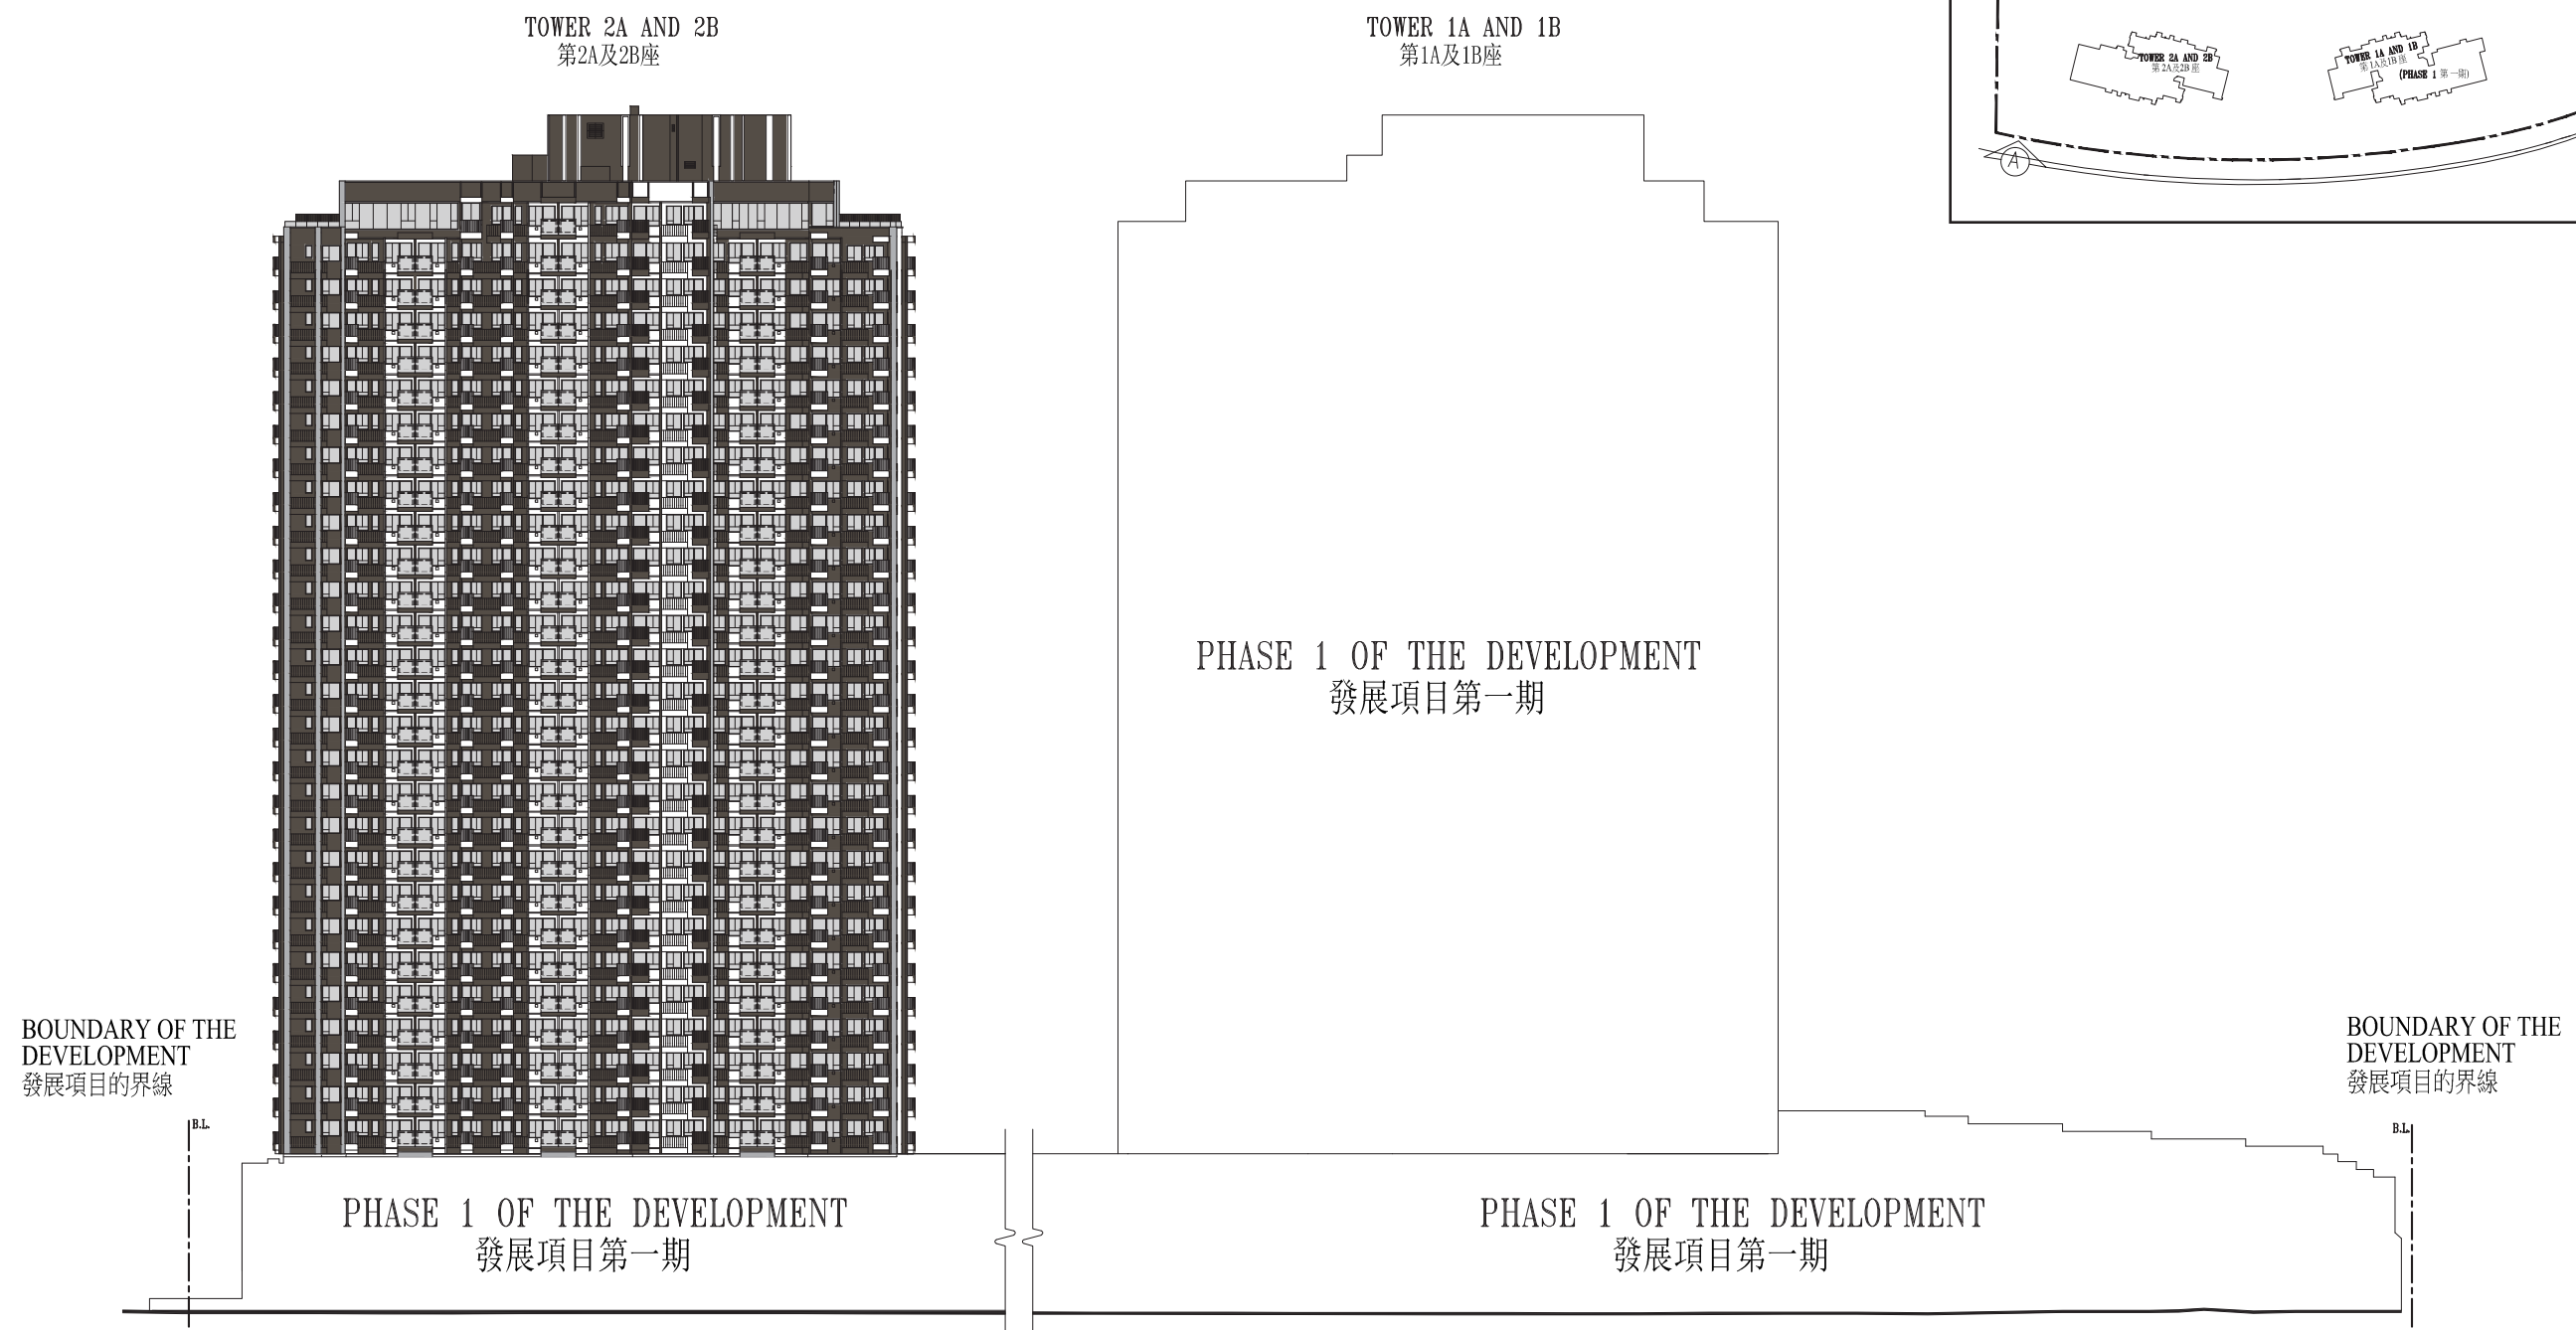 TOWER 2A AND 2B
第2A及2B座
TOWER 1A AND 1B
第1A及1B座
TOWER 2A AND 2B
第2A及2B座
TOWER 1A AND 1B
第1A及1B座
(PHASE 1 第一期)
A
PHASE 1 OF THE DEVELOPMENT
發展項目第一期
BOUNDARY OF THE
DEVELOPMENT
發展項目的界線
B.L.
BOUNDARY OF THE
DEVELOPMENT
發展項目的界線
B.L.
PHASE 1 OF THE DEVELOPMENT
發展項目第一期
PHASE 1 OF THE DEVELOPMENT
發展項目第一期